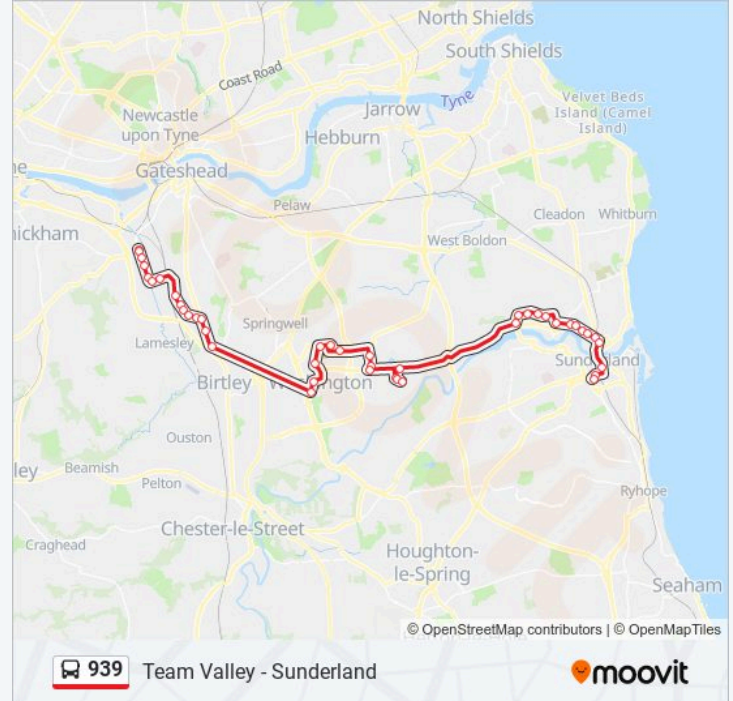 North Shields
South Shields
Coast Road
Tyne
Velvet Beds
Island (Camel
Island)
Jarrow
Newcastle
upon Tyne
Hebburn
Gateshead
ne
Pelaw
Cleadon
Whitburn
hickham
West Boldon
Springwell
Lamesley
Sunderland
Birtley
Washington
Ouston
ley
Beamish
Pelton
Ryhope
Chester-le-Street
Craghead
Houghton-
le-Spring
Seaham
© OpenStreetMap contributors | © OpenMapTiles
939 Team Valley - Sunderland
moovit